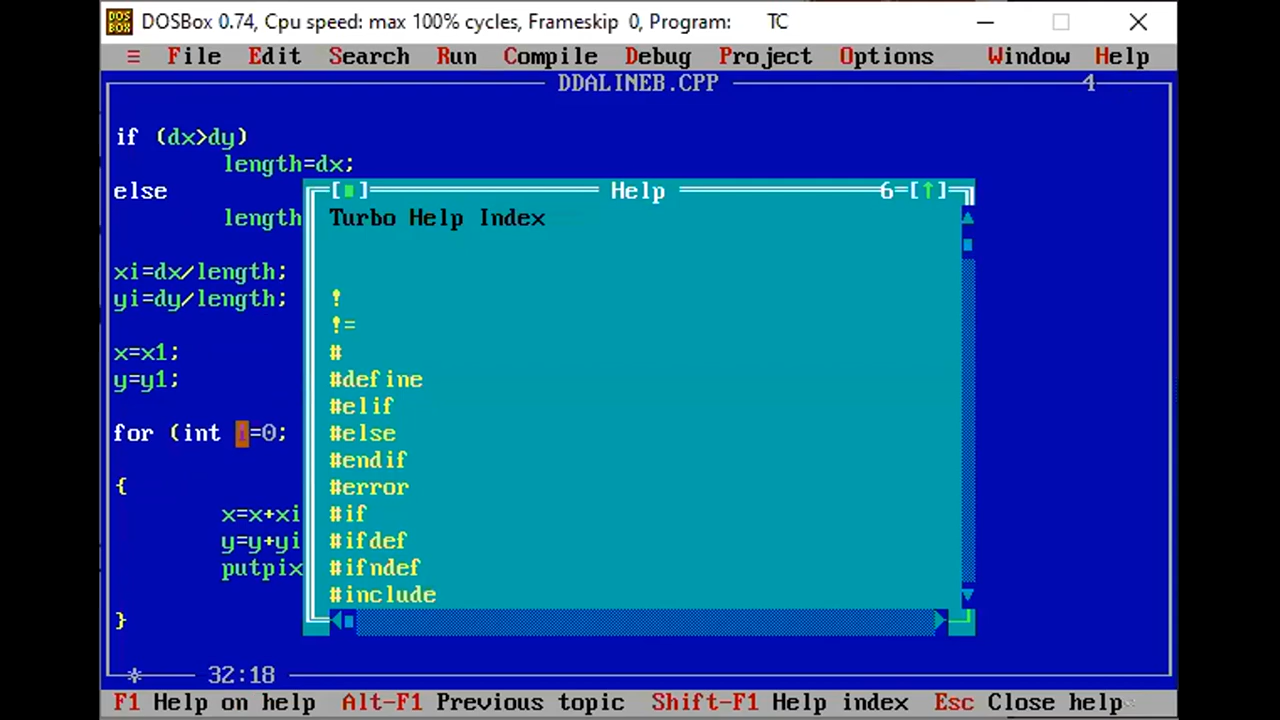 DOS BOX DOSBox 0.74, Cpu speed: max 100% cycles, Frameskip 0, Program: TC
≡ File Edit Search Run Compile Debug Project Options Window Help
DDALINEB.CPP 4
if (dx>dy)
length=dx;
else
length
xi=dx/length;
yi=dy/length;
x=x1;
y=y1;
for (int i=0;
{
x=x+xi
y=y+yi
putpix
}
32:18
Help 6=[↑]
Turbo Help Index
!
!=
#
#define
#elif
#else
#endif
#error
#if
#ifdef
#ifndef
#include
F1 Help on help Alt-F1 Previous topic Shift-F1 Help index Esc Close help